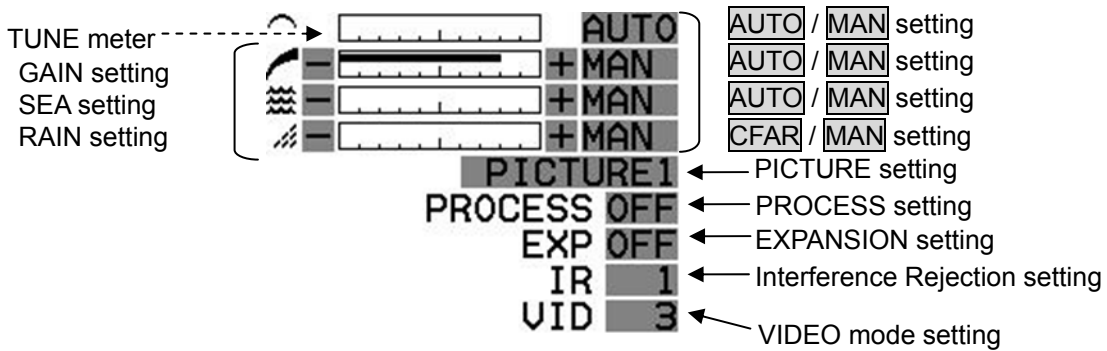 AUTO AUTO / MAN setting
TUNE meter
− + MAN AUTO / MAN setting
GAIN setting
− + MAN AUTO / MAN setting
SEA setting
− + MAN CFAR / MAN setting
RAIN setting
PICTURE1 PICTURE setting
PROCESS OFF PROCESS setting
EXP OFF EXPANSION setting
IR 1 Interference Rejection setting
VID 3 VIDEO mode setting